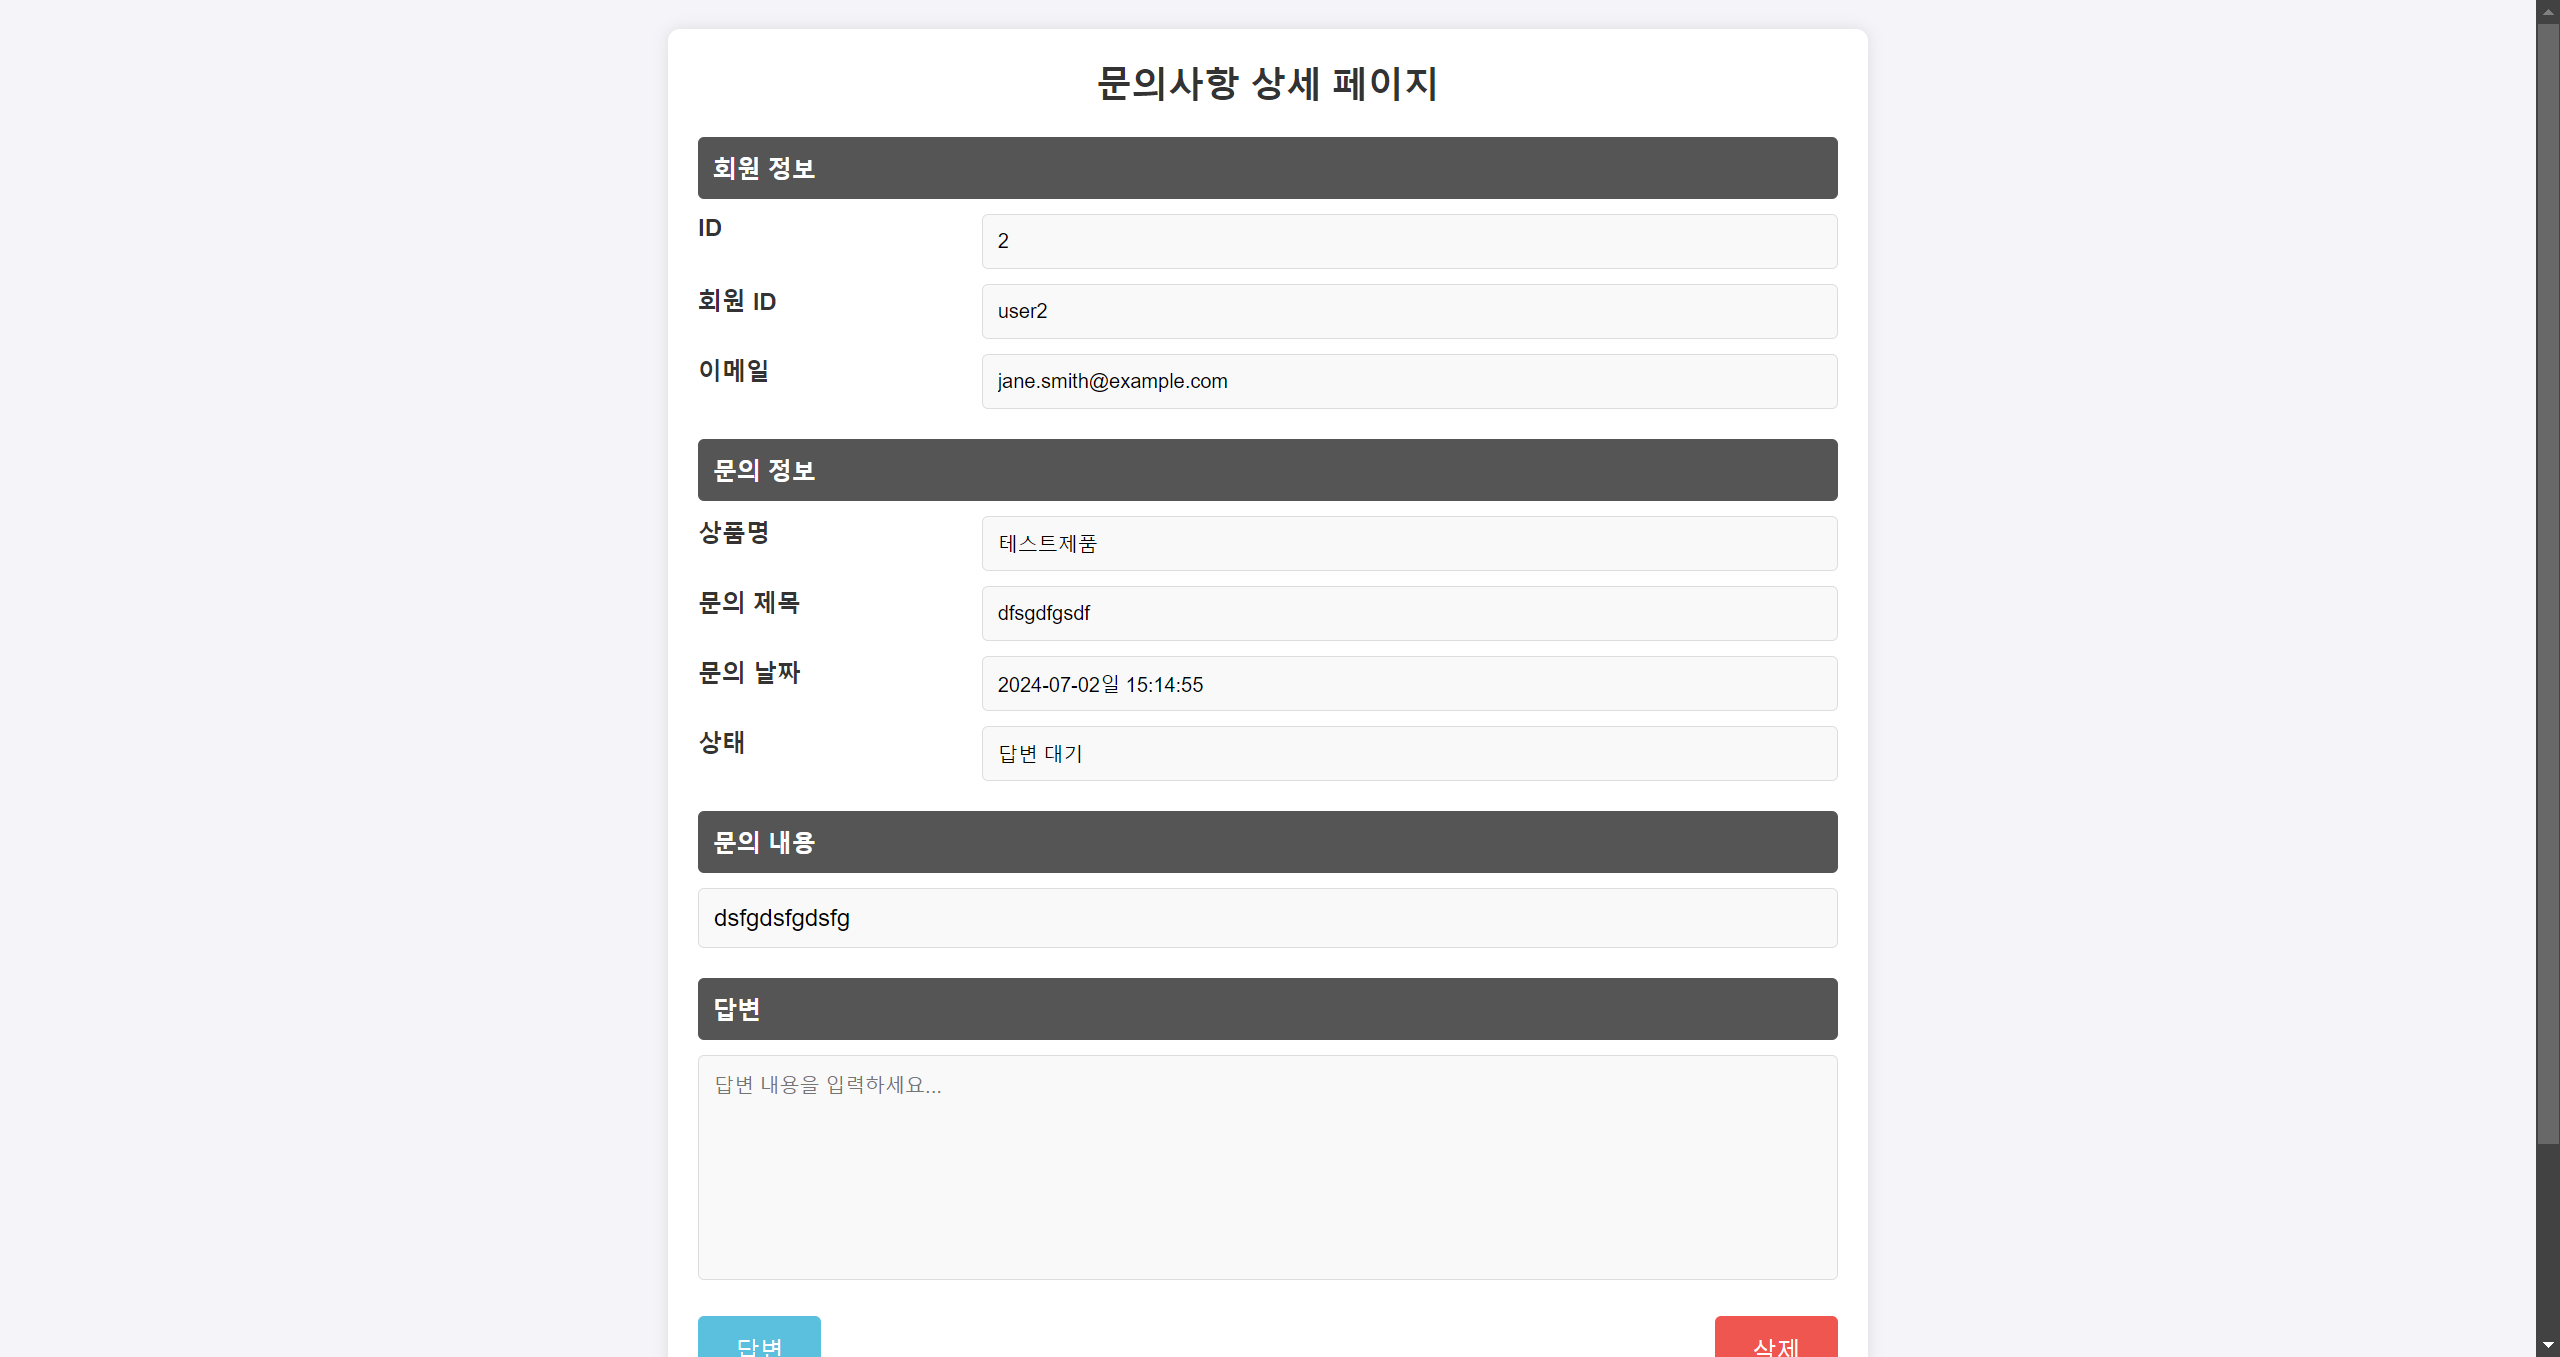 문의사항 상세 페이지
회원 정보
ID
2
회원 ID
user2
이메일
jane.smith@example.com
문의 정보
상품명
테스트제품
문의 제목
dfsgdfgsdf
문의 날짜
2024-07-02일 15:14:55
상태
답변 대기
문의 내용
dsfgdsfgdsfg
답변
답변 내용을 입력하세요...
답변
삭제